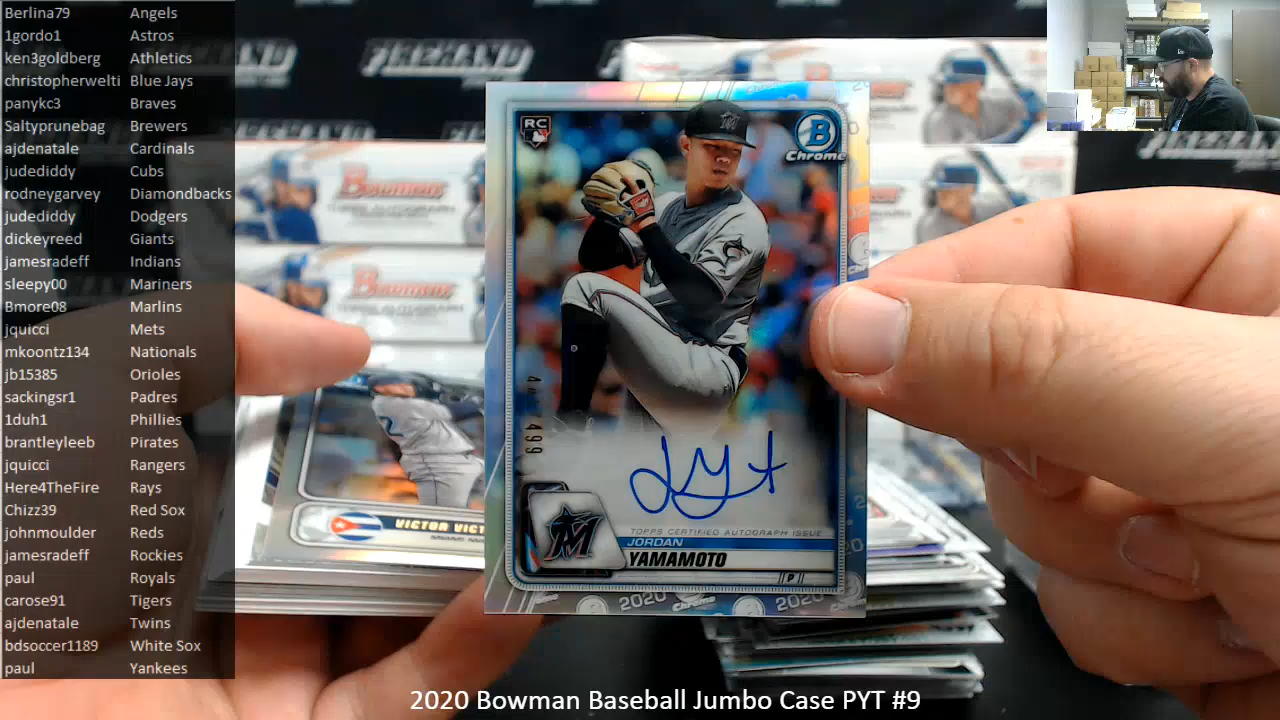 Berlina79 Angels
1gordo1 Astros
ken3goldberg Athletics
christopherwelti Blue Jays
panykc3 Braves
Saltyprunebag Brewers
ajdenatale Cardinals
judediddy Cubs
rodneygarvey Diamondbacks
judediddy Dodgers
dickeyreed Giants
jamesradeff Indians
sleepy00 Mariners
Bmore08 Marlins
jquicci Mets
mkoontz134 Nationals
jb15385 Orioles
sackingsr1 Padres
1duh1 Phillies
brantleyleeb Pirates
jquicci Rangers
Here4TheFire Rays
Chizz39 Red Sox
johnmoulder Reds
jamesradeff Rockies
paul Royals
carose91 Tigers
ajdenatale Twins
bdsoccer1189 White Sox
paul Yankees
FIREHAND
Bowman
Bowman
RC
B
Chrome
499
TOPPS CERTIFIED AUTOGRAPH ISSUE
JORDAN
YAMAMOTO
P
M
2020
2020
VICTOR VICT
2020 Bowman Baseball Jumbo Case PYT #9